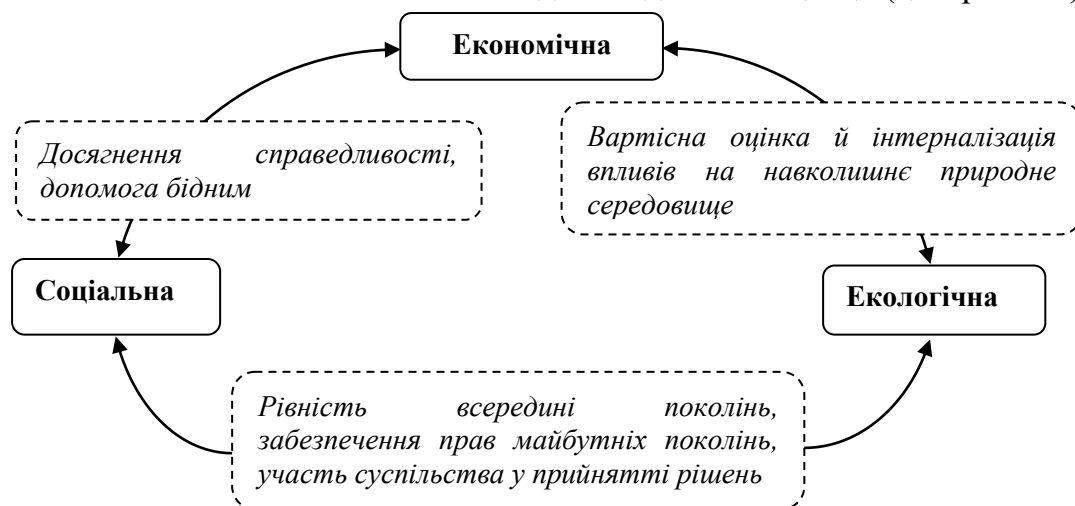 Економічна
Досягнення справедливості,
допомога бідним
Вартісна оцінка й інтерналізація
впливів на навколишнє природне
середовище
Соціальна
Екологічна
Рівність всередині поколінь,
забезпечення прав майбутніх поколінь,
участь суспільства у прийнятті рішень